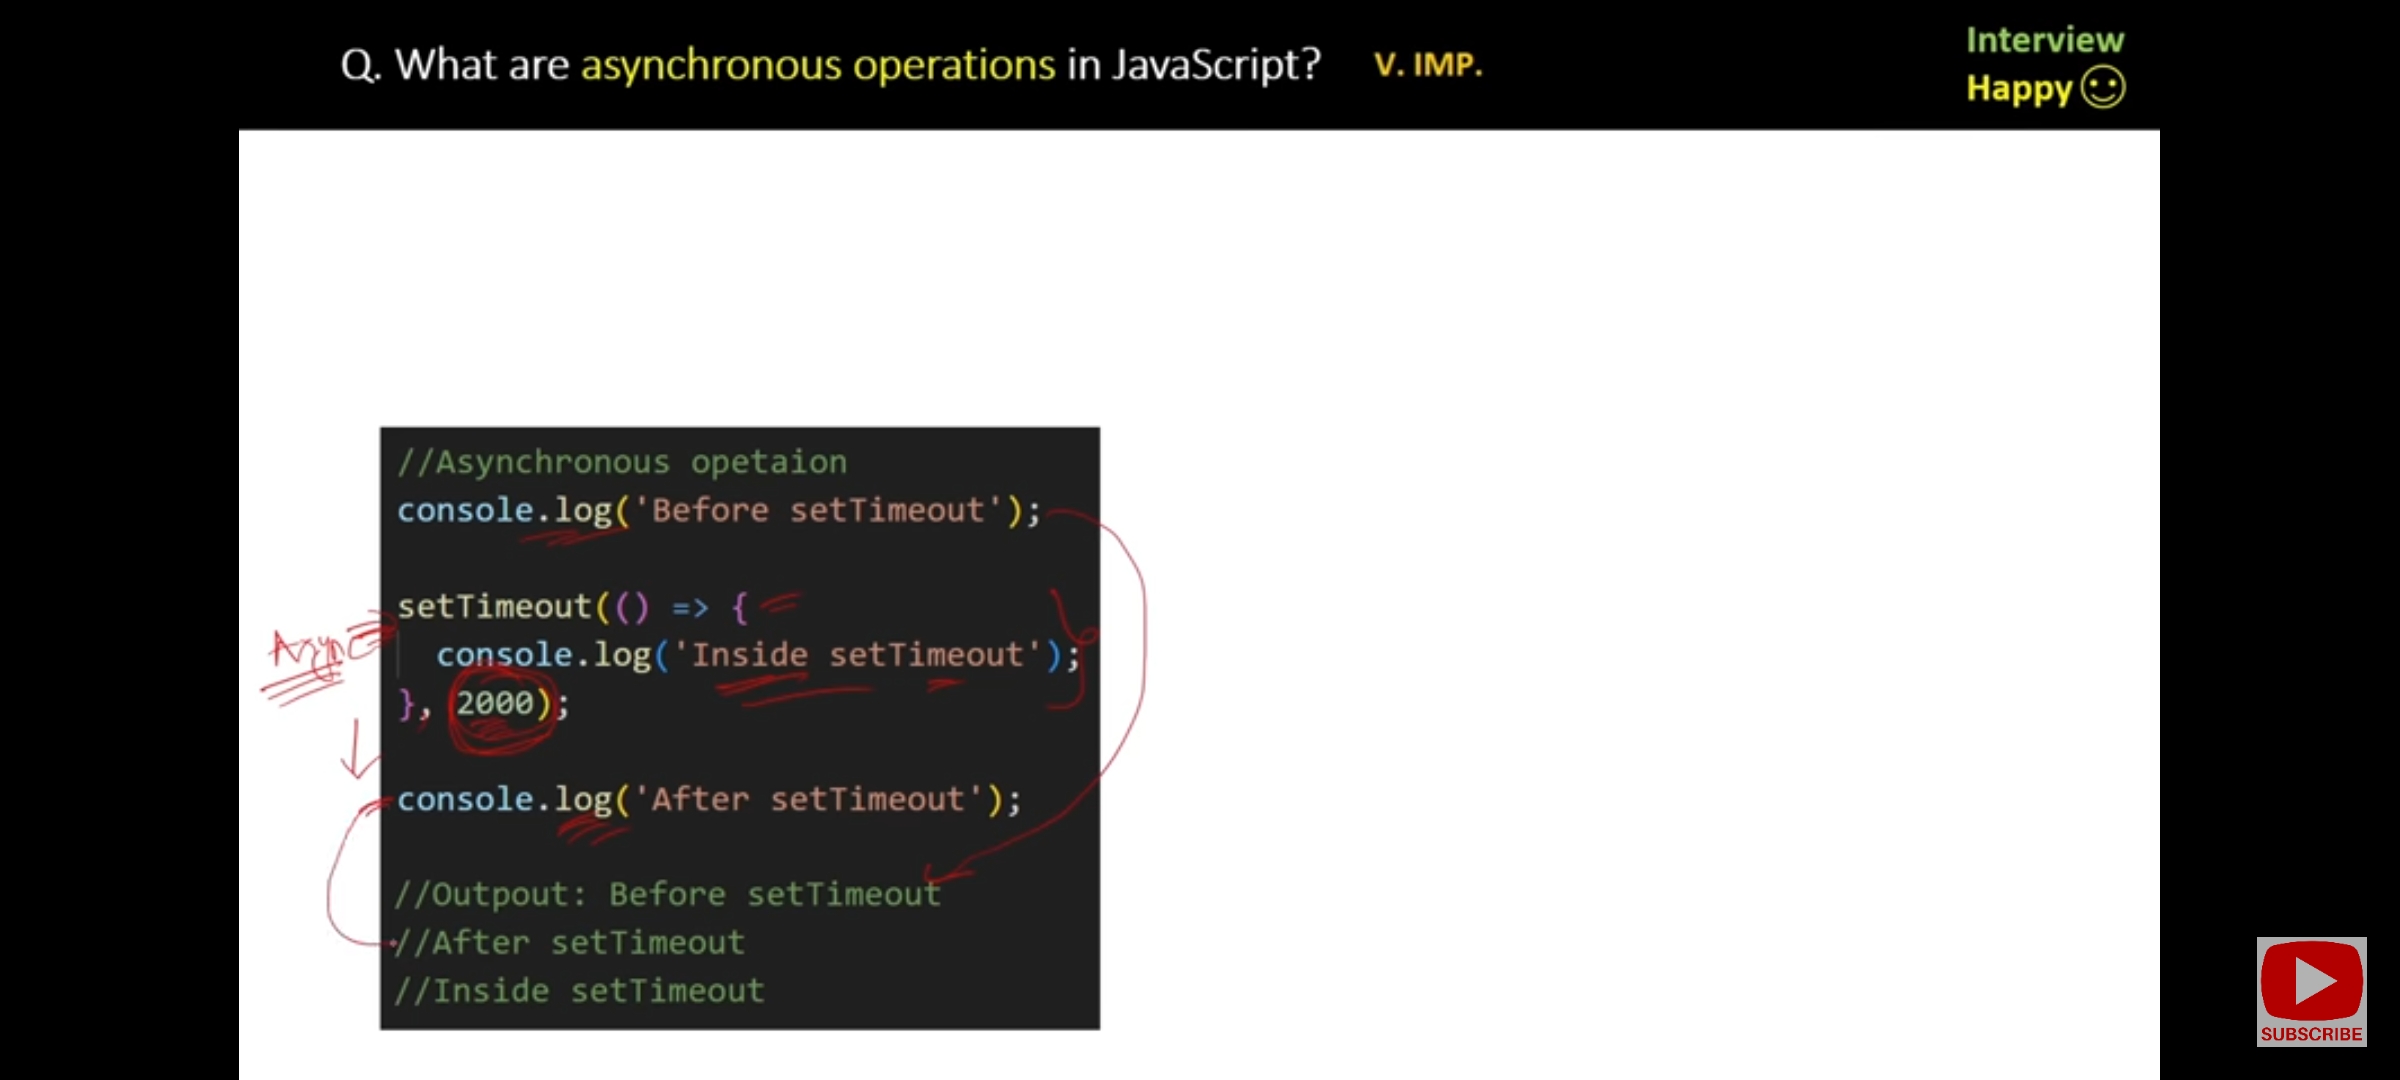 Q. What are asynchronous operations in JavaScript? V. IMP.
Interview
Happy
//Asynchronous opetaion
console.log('Before setTimeout');
setTimeout(() => {
Async
console.log('Inside setTimeout');
}, 2000);
console.log('After setTimeout');
//Outpout: Before setTimeout
//After setTimeout
//Inside setTimeout
SUBSCRIBE